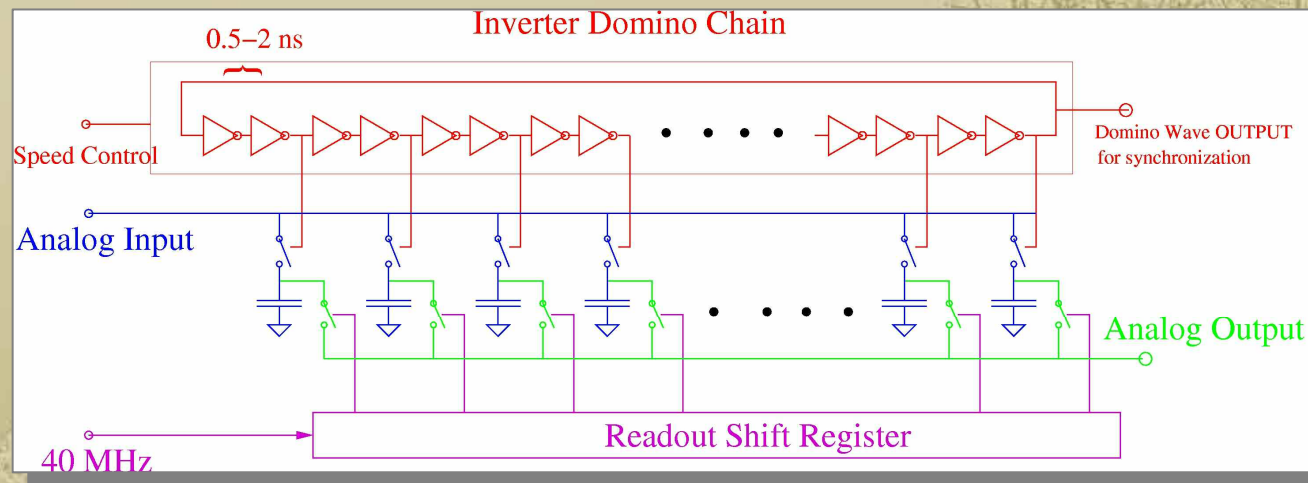 Inverter Domino Chain
0.5–2 ns
Speed Control
Domino Wave OUTPUT
for synchronization
Analog Input
Analog Output
Readout Shift Register
40 MHz